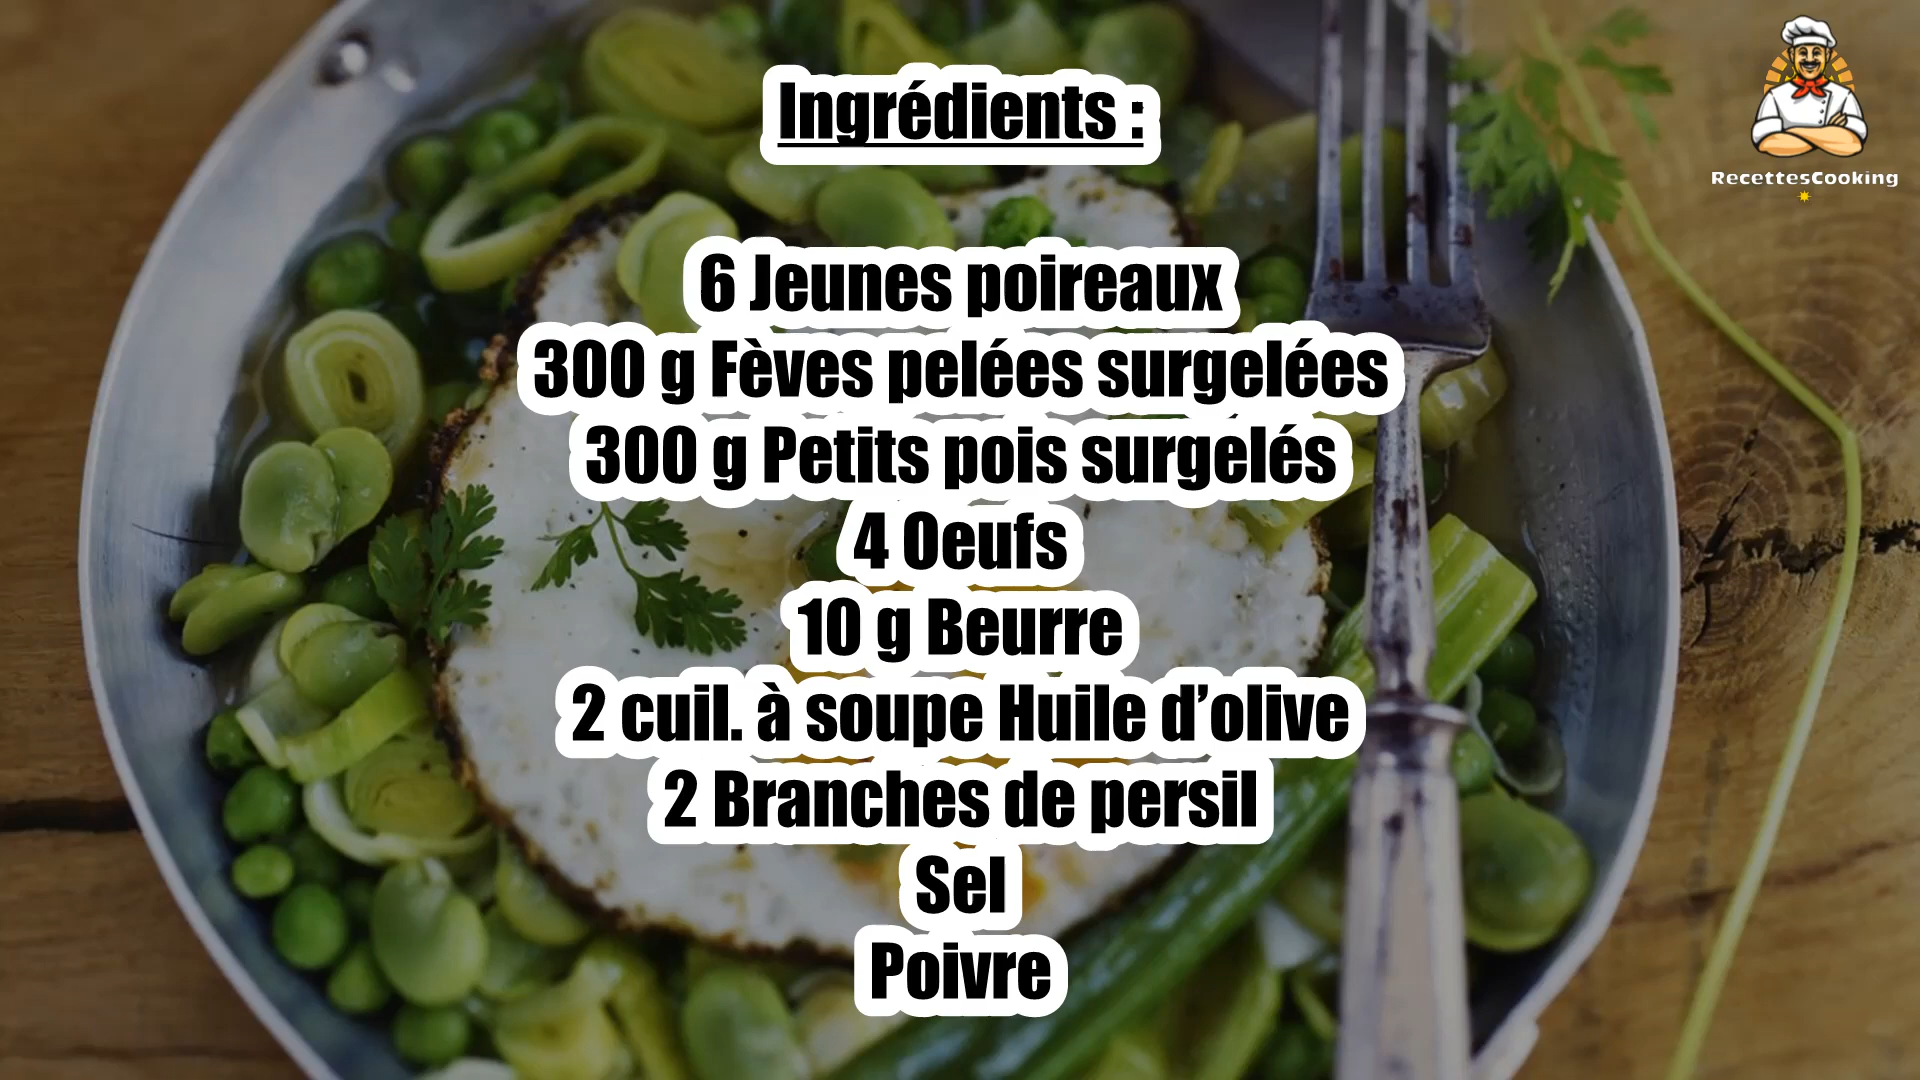 Ingrédients :
RecettesCooking
6 Jeunes poireaux
300 g Fèves pelées surgelées
300 g Petits pois surgelés
4 Oeufs
10 g Beurre
2 cuil. à soupe Huile d’olive
2 Branches de persil
Sel
Poivre